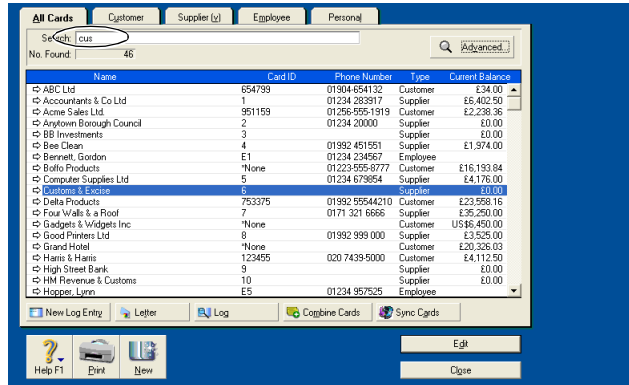 All Cards Customer Supplier (v) Employee Personal
Search: cus
Advanced...
No. Found: 46
Name Card ID Phone Number Type Current Balance
ABC Ltd 654799 01904-654132 Customer £34.00
Accountants & Co Ltd 1 01234 283917 Supplier £6,402.50
Acme Sales Ltd. 951159 01256-555-1919 Customer £2,238.36
Anytown Borough Council 2 01234 20000 Supplier £0.00
BB Investments 3 Supplier £0.00
Bee Clean 4 01992 451551 Supplier £1,974.00
Bennett, Gordon E1 01234 234567 Employee
Boffo Products *None 01223-555-8777 Customer £16,193.84
Computer Supplies Ltd 5 01234 679854 Supplier £4,176.00
Customs & Excise 6 Supplier £0.00
Delta Products 753375 01992 55544210 Customer £23,558.16
Four Walls & a Roof 7 0171 321 6666 Supplier £35,250.00
Gadgets & Widgets Inc *None Customer US$6,450.00
Good Printers Ltd 8 01992 999 000 Supplier £3,525.00
Grand Hotel *None Customer £20,326.03
Harris & Harris 123455 020 7439-5000 Customer £4,112.50
High Street Bank 9 Supplier £0.00
HM Revenue & Customs 10 Supplier £0.00
Hopper, Lynn E5 01234 957525 Employee
New Log Entry Letter Log Combine Cards Sync Cards
Edit
Help F1 Print New Close